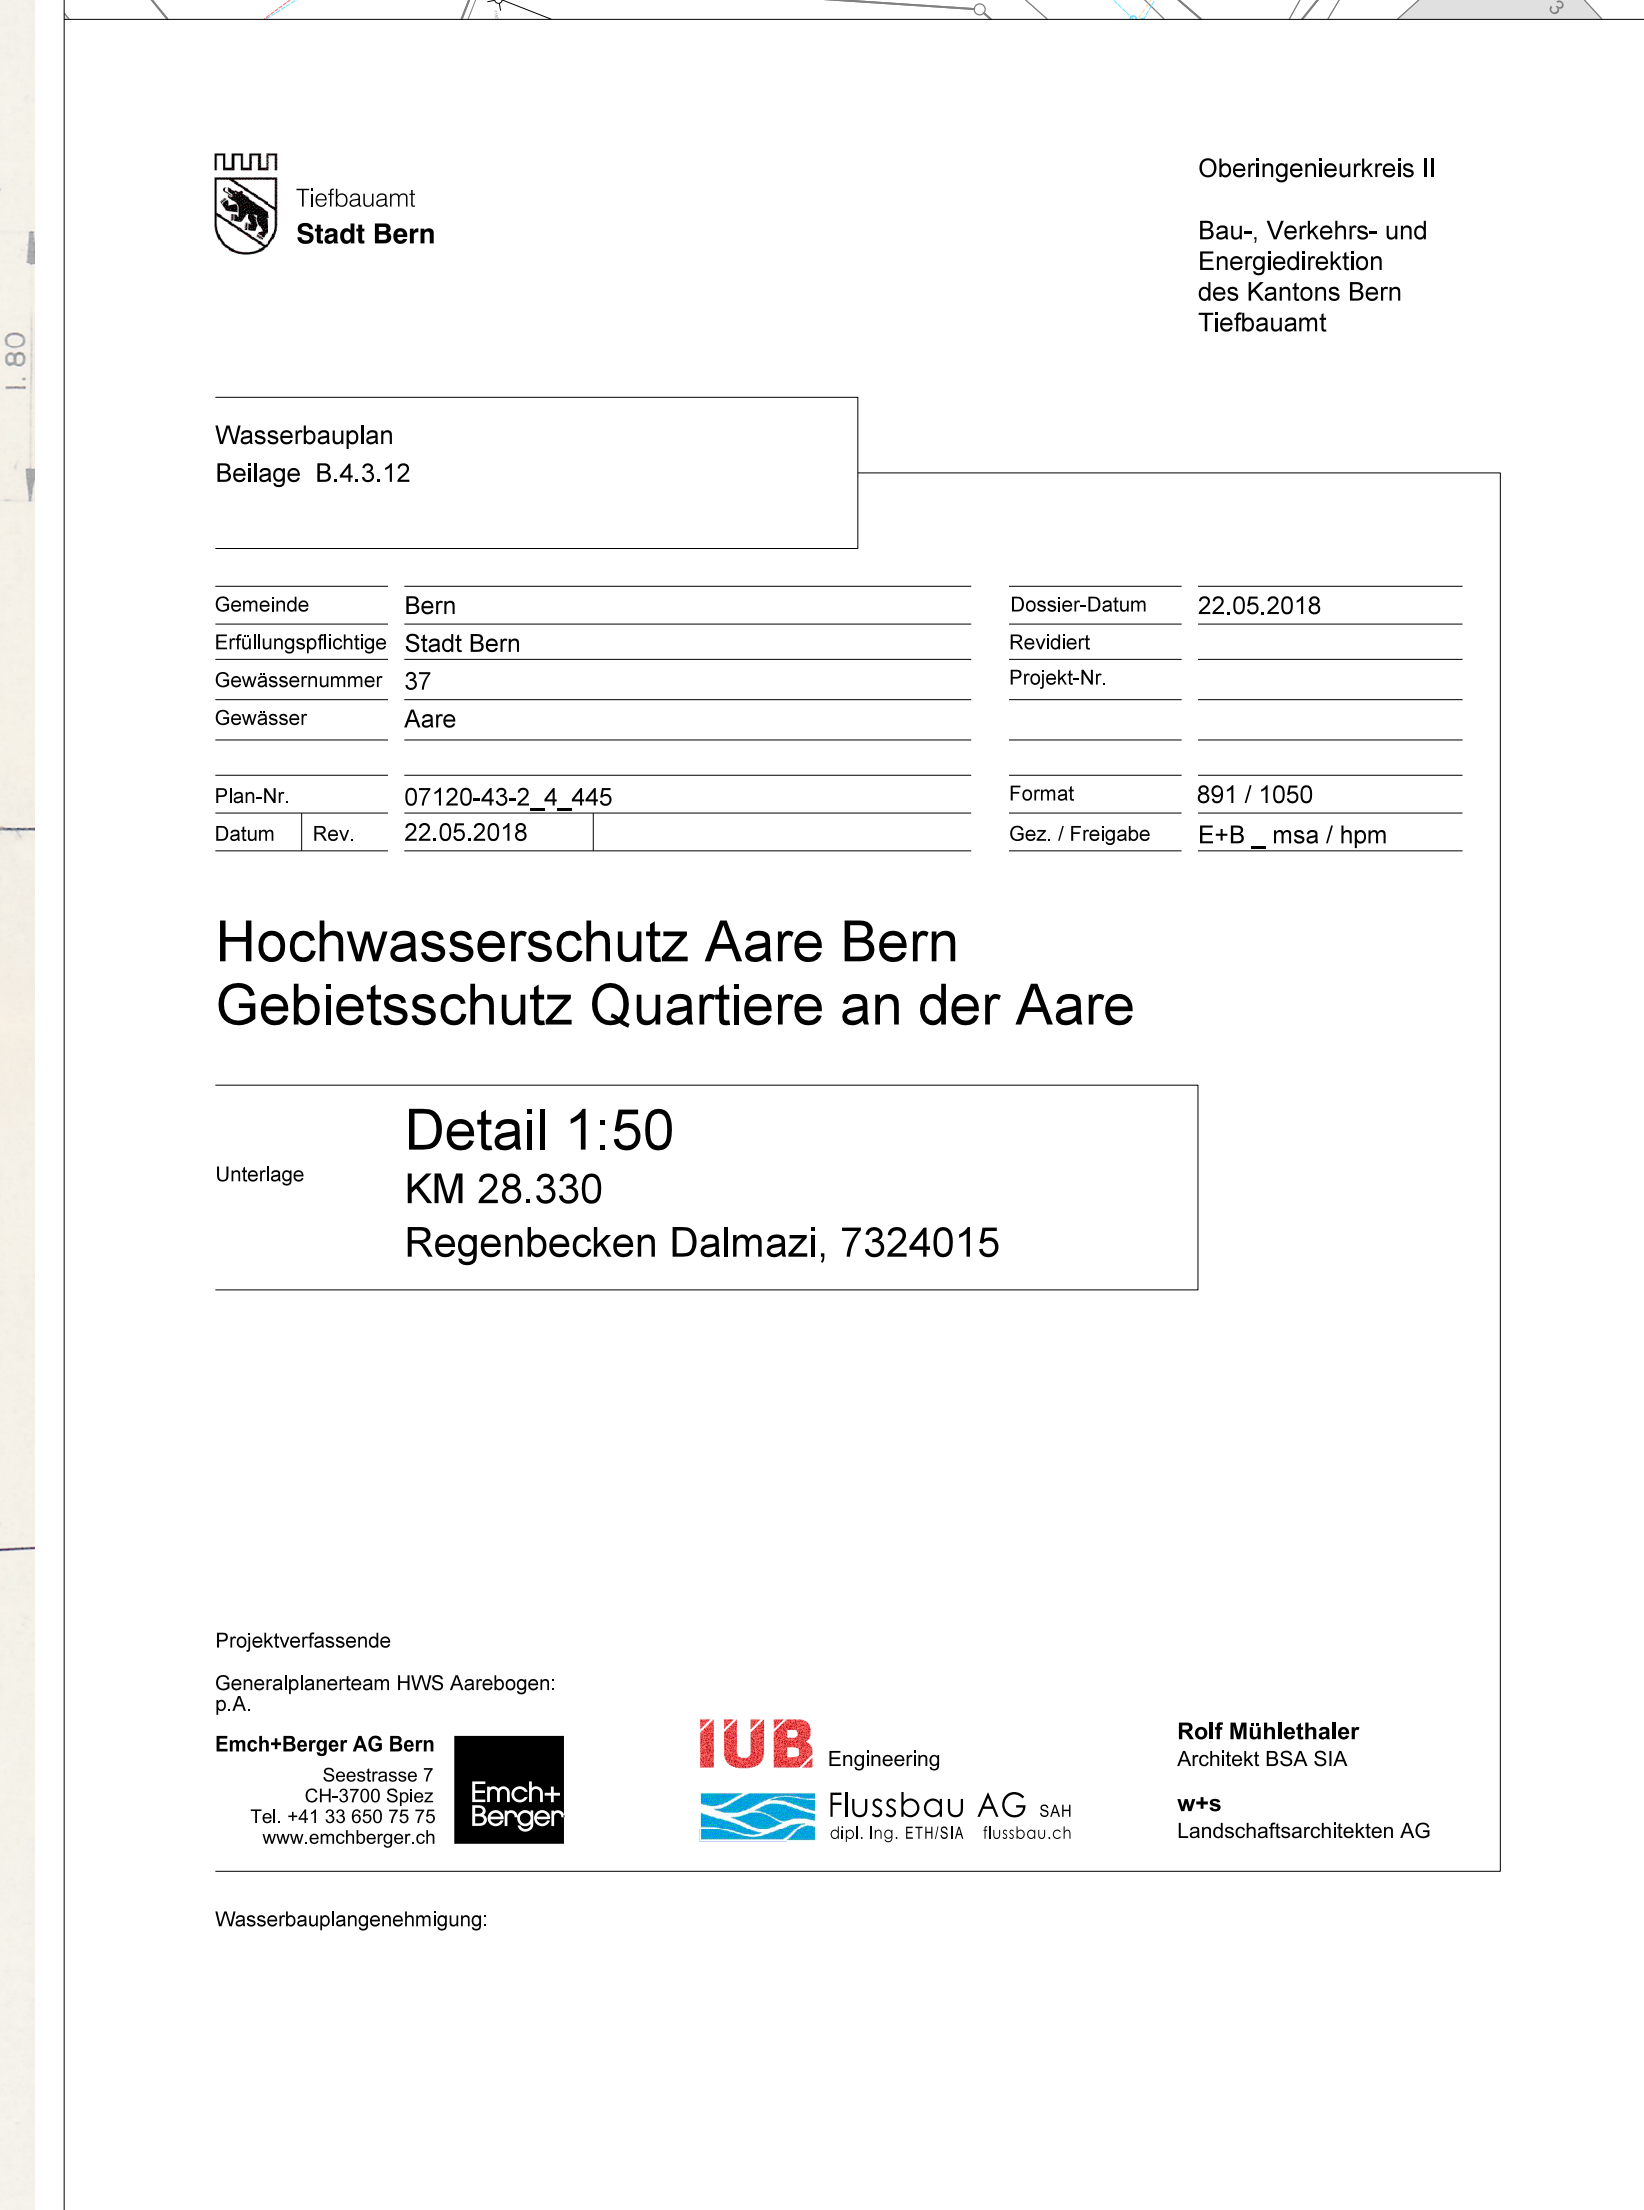 3
1.80
Tiefbauamt
Stadt Bern
Oberingenieurkreis II
Bau-, Verkehrs- und
Energiedirektion
des Kantons Bern
Tiefbauamt
Wasserbauplan
Beilage B.4.3.12
Gemeinde Bern
Erfüllungspflichtige Stadt Bern
Gewässernummer 37
Gewässer Aare
Dossier-Datum 22.05.2018
Revidiert
Projekt-Nr.
Plan-Nr. 07120-43-2_4_445
Datum Rev. 22.05.2018
Format 891 / 1050
Gez. / Freigabe E+B _ msa / hpm
Hochwasserschutz Aare Bern
Gebietsschutz Quartiere an der Aare
Unterlage
Detail 1:50
KM 28.330
Regenbecken Dalmazi, 7324015
Projektverfassende
Generalplanerteam HWS Aarebogen:
p.A.
Emch+Berger AG Bern
Seestrasse 7
CH-3700 Spiez
Tel. +41 33 650 75 75
www.emchberger.ch
Emch+
Berger
IUB Engineering
Flussbau AG SAH
dipl. Ing. ETH/SIA flussbau.ch
Rolf Mühlethaler
Architekt BSA SIA
w+s
Landschaftsarchitekten AG
Wasserbauplangenehmigung: